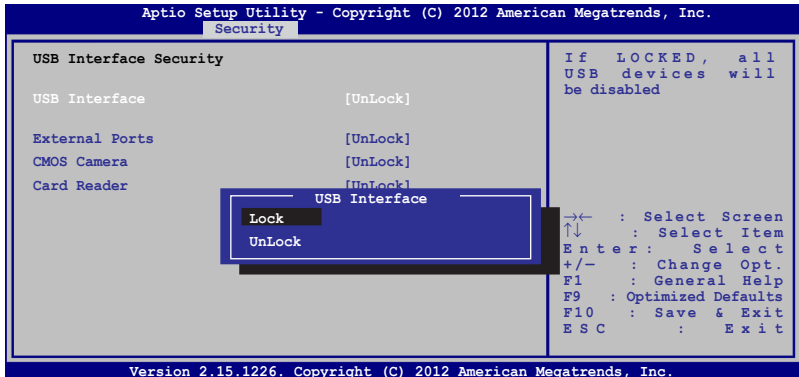 Aptio Setup Utility - Copyright (C) 2012 American Megatrends, Inc.
Security
USB Interface Security
USB Interface [UnLock]
External Ports [UnLock]
CMOS Camera [UnLock]
Card Reader [UnLock]
USB Interface
Lock
UnLock
If LOCKED, all
USB devices will
be disabled
→← : Select Screen
↑↓ : Select Item
Enter: Select
+/— : Change Opt.
F1 : General Help
F9 : Optimized Defaults
F10 : Save & Exit
ESC : Exit
Version 2.15.1226. Copyright (C) 2012 American Megatrends, Inc.